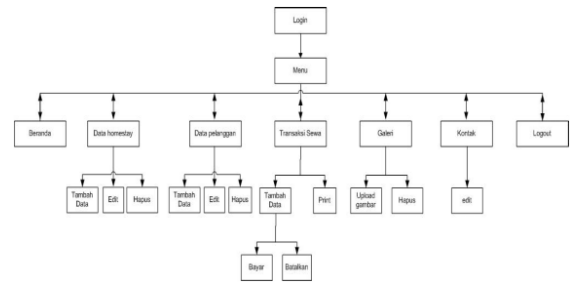 Login
Menu
Beranda
Data homestay
Data pelanggan
Transaksi Sewa
Galeri
Kontak
Logout
Tambah
Data
Edit
Hapus
Tambah
Data
Edit
Hapus
Tambah
Data
Print
Upload
gambar
Hapus
edit
Bayar
Batalkan